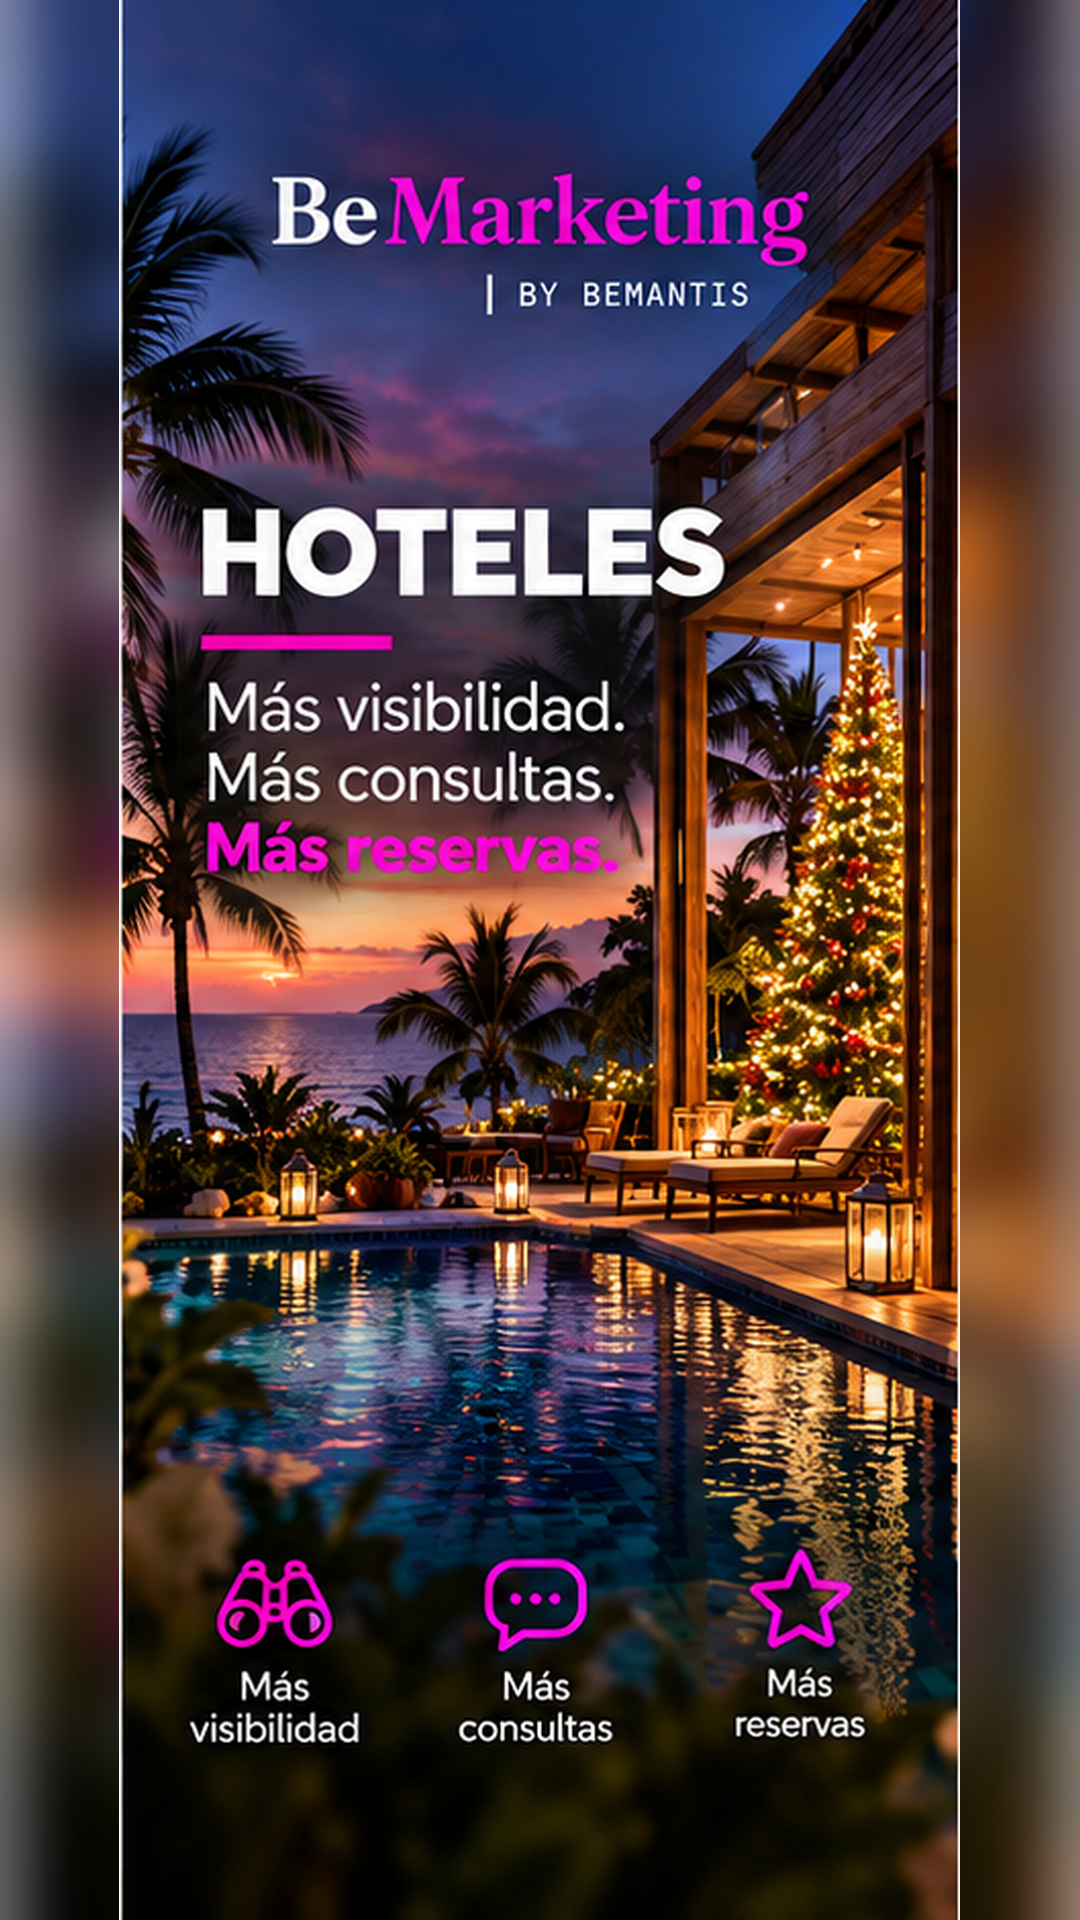 BeMarketing
| BY BEMANTIS
HOTELES
Más visibilidad.
Más consultas.
Más reservas.
Más
visibilidad
Más
consultas
Más
reservas